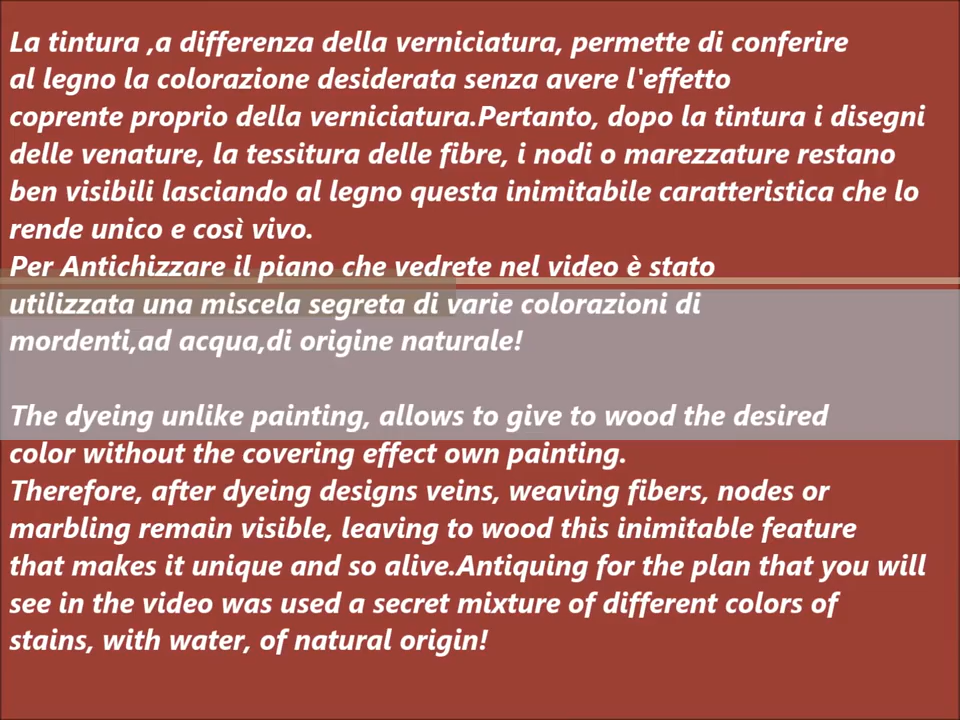 La tintura ,a differenza della verniciatura, permette di conferire
al legno la colorazione desiderata senza avere l'effetto
coprente proprio della verniciatura.Pertanto, dopo la tintura i disegni
delle venature, la tessitura delle fibre, i nodi o marezzature restano
ben visibili lasciando al legno questa inimitabile caratteristica che lo
rende unico e così vivo.
Per Antichizzare il piano che vedrete nel video è stato
utilizzata una miscela segreta di varie colorazioni di
mordenti,ad acqua,di origine naturale!
The dyeing unlike painting, allows to give to wood the desired
color without the covering effect own painting.
Therefore, after dyeing designs veins, weaving fibers, nodes or
marbling remain visible, leaving to wood this inimitable feature
that makes it unique and so alive.Antiquing for the plan that you will
see in the video was used a secret mixture of different colors of
stains, with water, of natural origin!